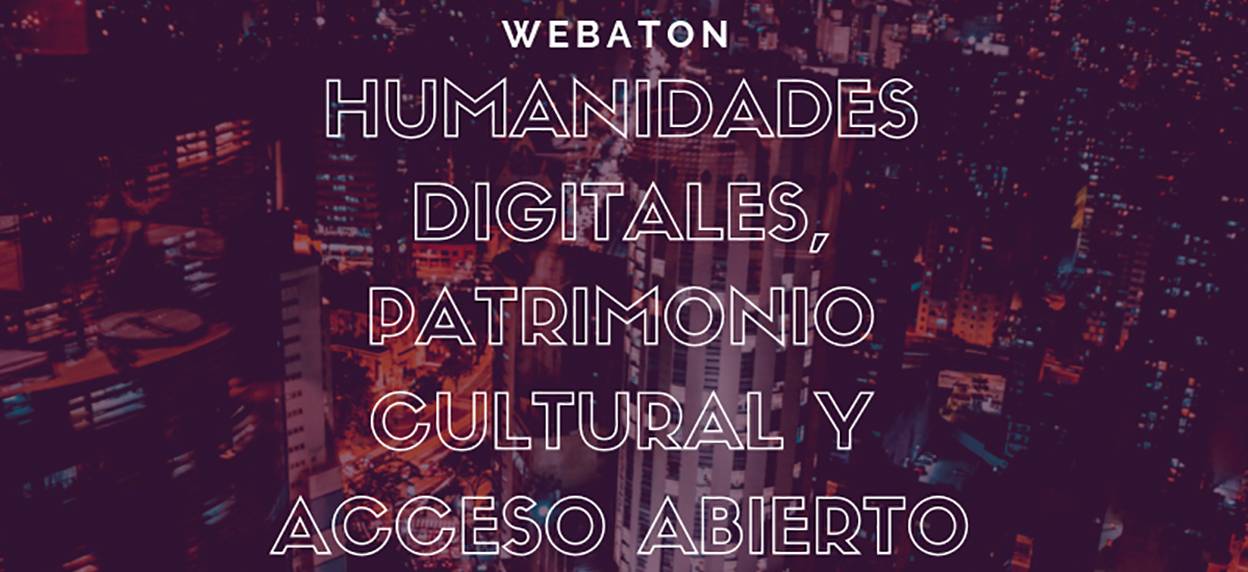 WEBATON
HUMANIDADES
DIGITALES,
PATRIMONIO
CULTURAL Y
ACCESO ABIERTO